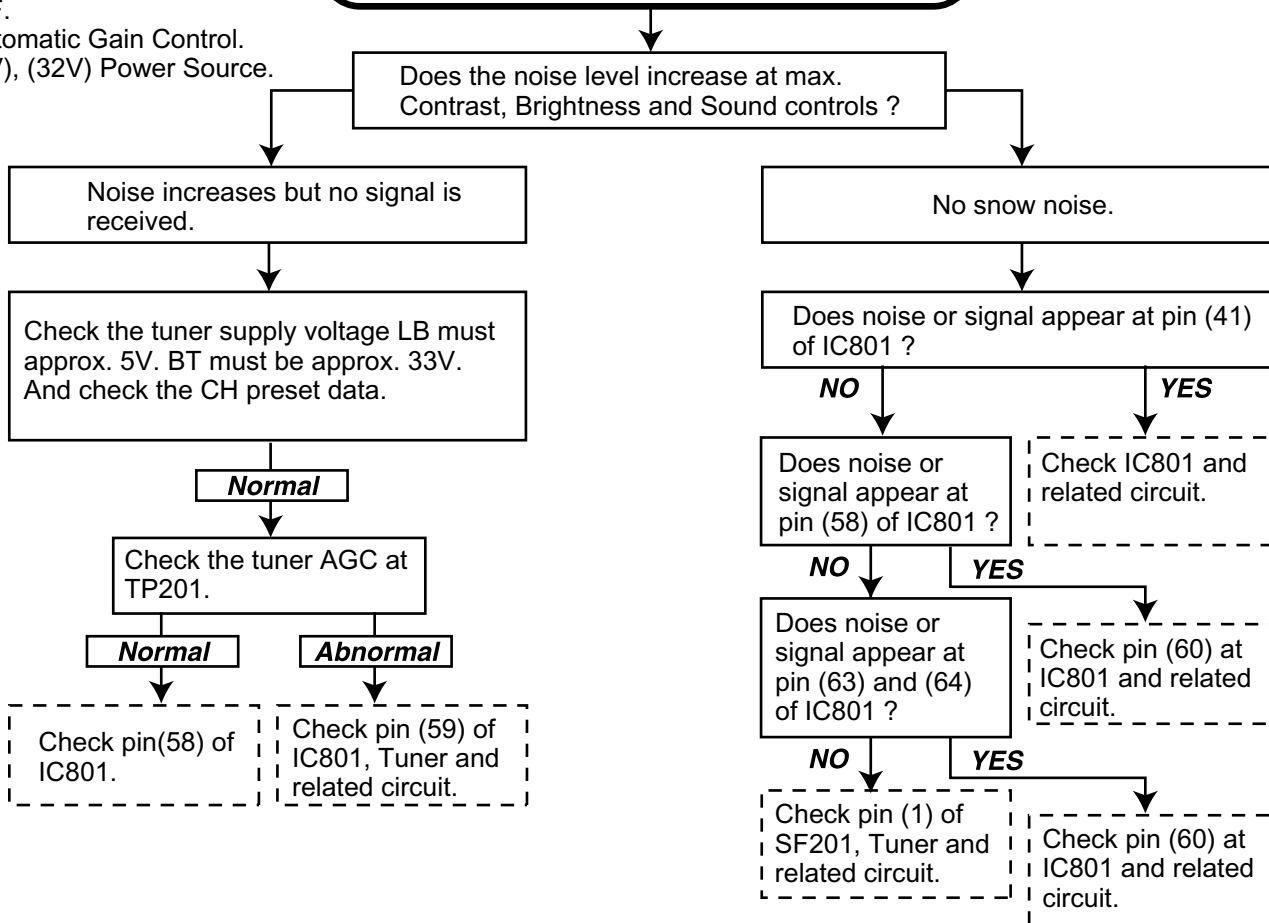 tomatic Gain Control.
), (32V) Power Source.
Does the noise level increase at max.
Contrast, Brightness and Sound controls ?
Noise increases but no signal is
received.
Check the tuner supply voltage LB must
approx. 5V. BT must be approx. 33V.
And check the CH preset data.
Normal
Check the tuner AGC at
TP201.
Normal
Abnormal
Check pin(58) of
IC801.
Check pin (59) of
IC801, Tuner and
related circuit.
No snow noise.
Does noise or signal appear at pin (41)
of IC801 ?
NO
YES
Does noise or
signal appear at
pin (58) of IC801 ?
Check IC801 and
related circuit.
NO
YES
Does noise or
signal appear at
pin (63) and (64)
of IC801 ?
Check pin (60) at
IC801 and related
circuit.
NO
YES
Check pin (1) of
SF201, Tuner and
related circuit.
Check pin (60) at
IC801 and related
circuit.